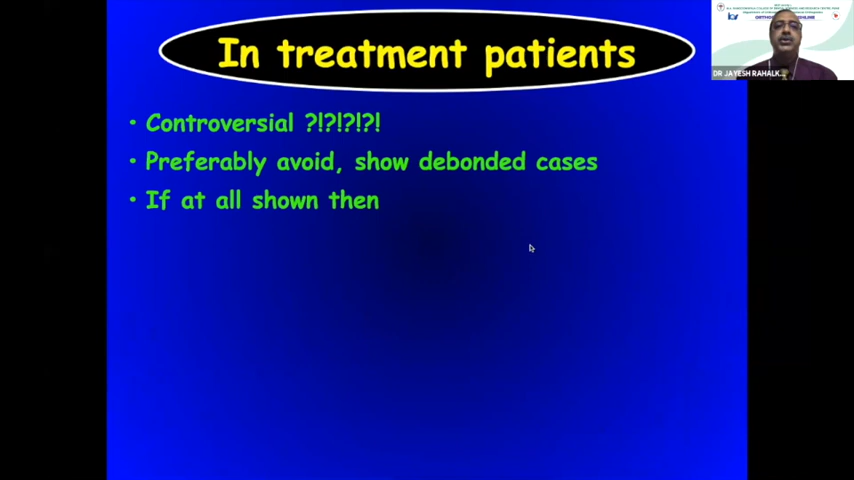 In treatment patients
• Controversial ?!?!?!?!
• Preferably avoid, show debonded cases
• If at all shown then
DR JAYESH RAHALK...